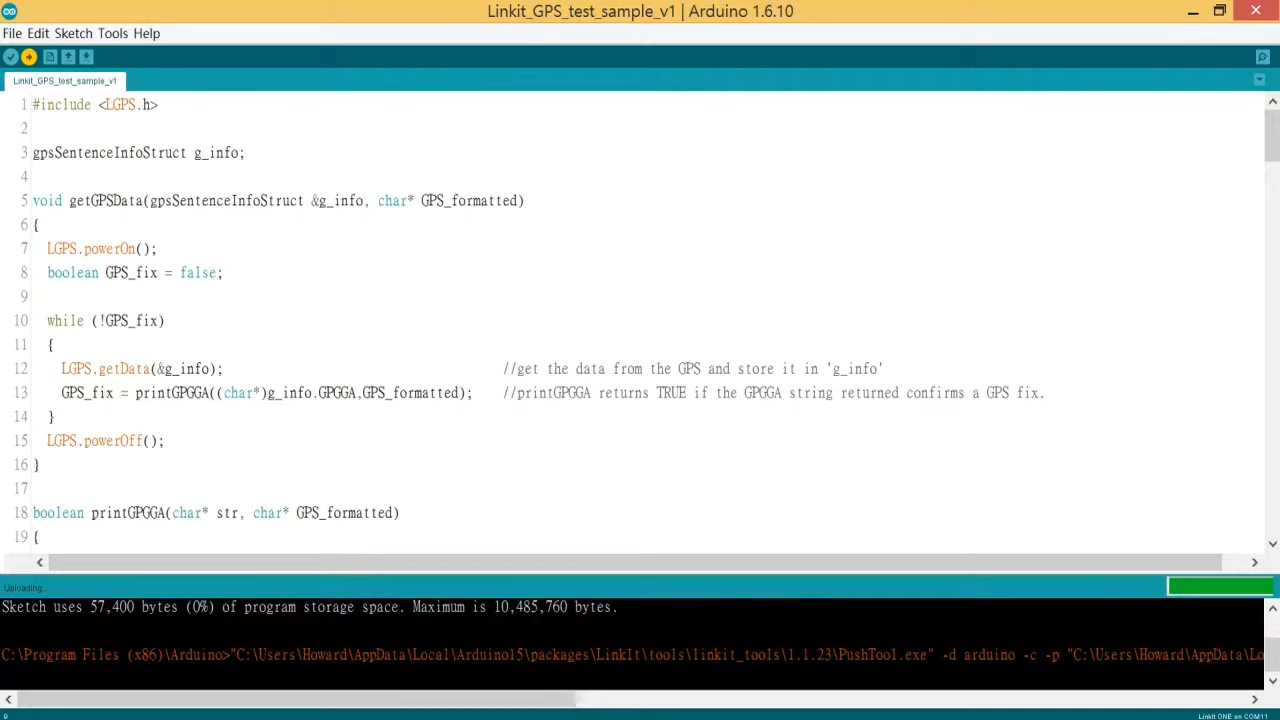 Linkit_GPS_test_sample_v1 | Arduino 1.6.10
File Edit Sketch Tools Help
Linkit_GPS_test_sample_v1
1 #include <LGPS.h>
2
3 gpsSentenceInfoStruct g_info;
4
5 void getGPSData(gpsSentenceInfoStruct &g_info, char* GPS_formatted)
6 {
7 LGPS.powerOn();
8 boolean GPS_fix = false;
9
10 while (!GPS_fix)
11 {
12 LGPS.getData(&g_info); //get the data from the GPS and store it in 'g_info'
13 GPS_fix = printGPGGA((char*)g_info.GPGGA,GPS_formatted); //printGPGGA returns TRUE if the GPGGA string returned confirms a GPS fix.
14 }
15 LGPS.powerOff();
16 }
17
18 boolean printGPGGA(char* str, char* GPS_formatted)
19 {
Uploading...
Sketch uses 57,400 bytes (0%) of program storage space. Maximum is 10,485,760 bytes.
C:\Program Files (x86)\Arduino>"C:\Users\Howard\AppData\Local\Arduino15\packages\LinkIt\tools\linkit_tools\1.1.23\PushTool.exe" -d arduino -c -p "C:\Users\Howard\AppData\Lo
9
LinkIt ONE on COM11